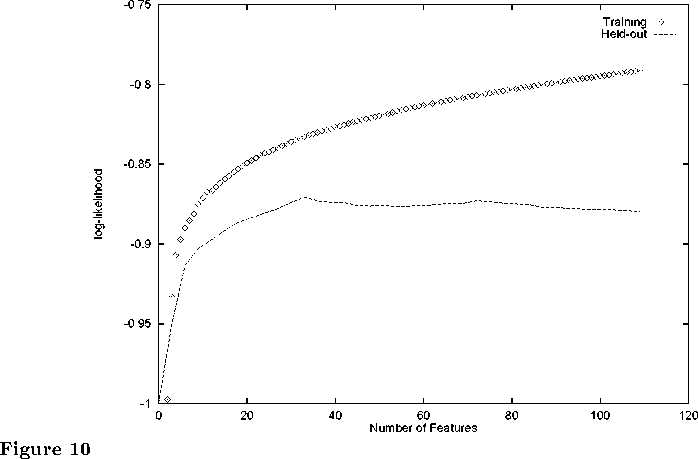 -0.75
Training
Held-out
-0.8
-0.85
log-likelihood
-0.9
-0.95
-1
0 20 40 60 80 100 120
Number of Features
Figure 10